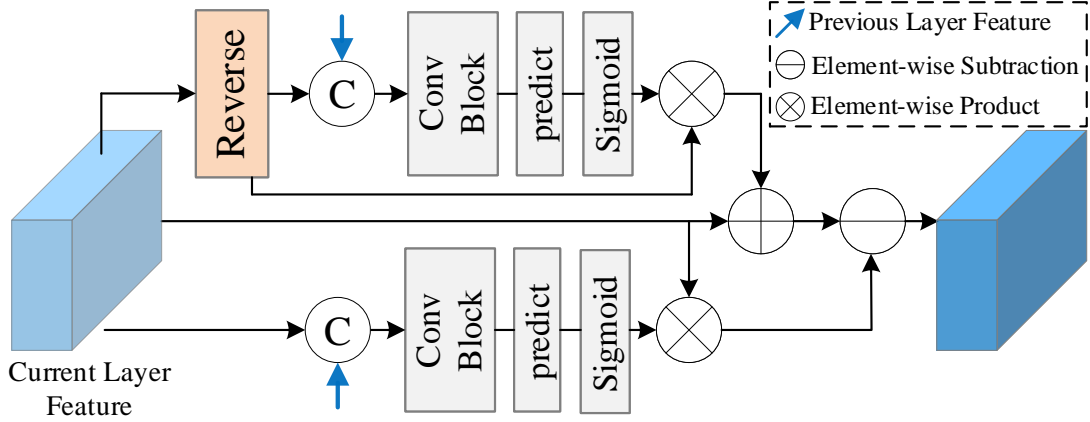 Previous Layer Feature
Element-wise Subtraction
Element-wise Product
Reverse
C
Conv
Block
predict
Sigmoid
C
Conv
Block
predict
Sigmoid
Current Layer
Feature